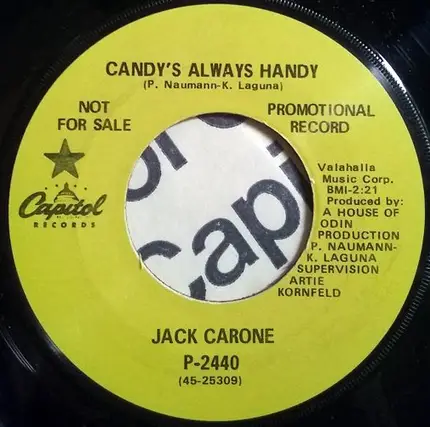 CANDY'S ALWAYS HANDY
(P. Naumann-K. Laguna)
NOT
FOR SALE
PROMOTIONAL
RECORD
Capitol
RECORDS
Valahalla
Music Corp.
BMI-2:21
Produced by:
A HOUSE OF
ODIN
PRODUCTION
P. NAUMANN-
K. LAGUNA
SUPERVISION
ARTIE
KORNFELD
Capi
JACK CARONE
P-2440
(45-25309)